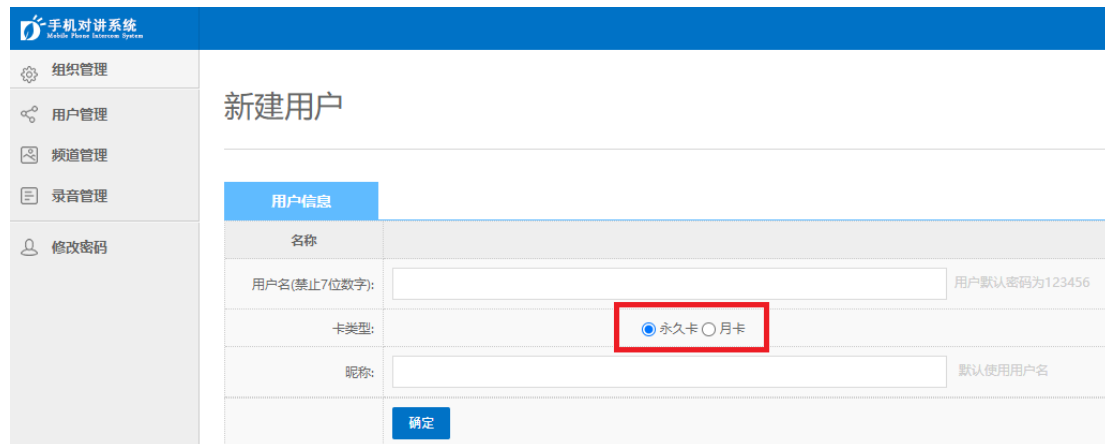 手机对讲系统
Mobile Phone Intercom System
组织管理
用户管理
频道管理
录音管理
修改密码
新建用户
用户信息
名称
用户名(禁止7位数字):
用户默认密码为123456
卡类型:
永久卡 月卡
昵称:
默认使用用户名
确定